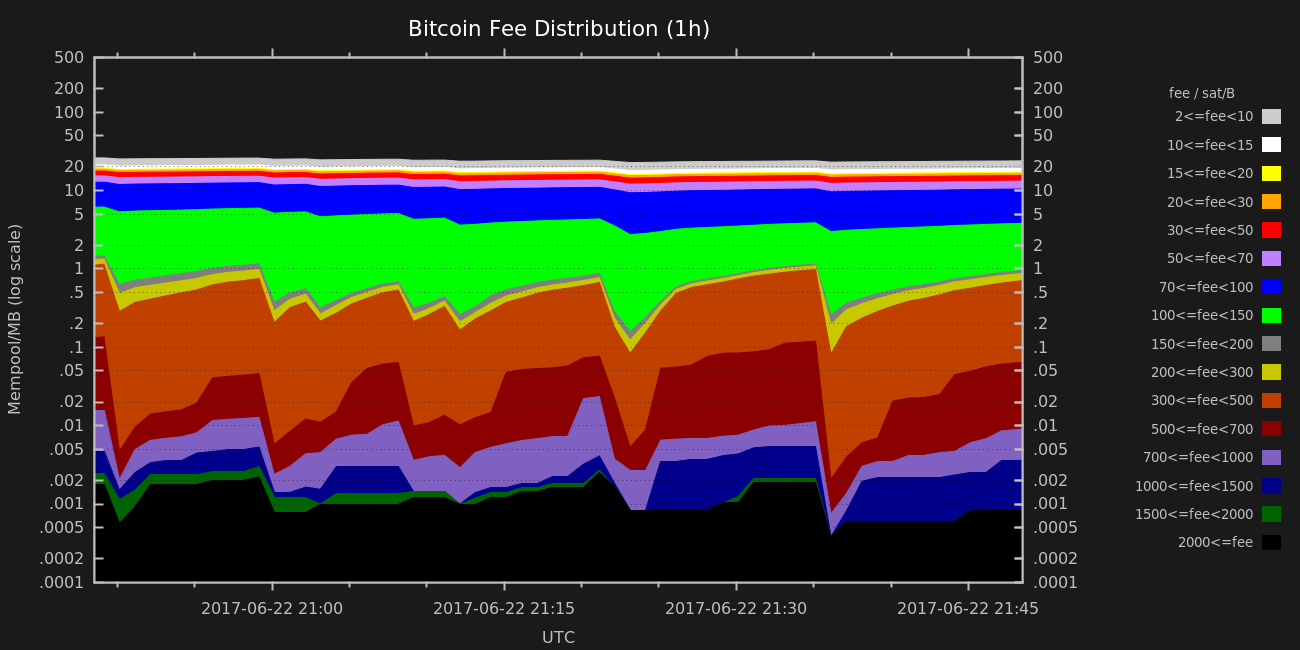 Bitcoin Fee Distribution (1h)
Mempool/MB (log scale)
500
200
100
50
20
10
5
2
1
.5
.2
.1
.05
.02
.01
.005
.002
.001
.0005
.0002
.0001
500
200
100
50
20
10
5
2
1
.5
.2
.1
.05
.02
.01
.005
.002
.001
.0005
.0002
.0001
2017-06-22 21:00 2017-06-22 21:15 2017-06-22 21:30 2017-06-22 21:45
UTC
fee / sat/B
2<=fee<10
10<=fee<15
15<=fee<20
20<=fee<30
30<=fee<50
50<=fee<70
70<=fee<100
100<=fee<150
150<=fee<200
200<=fee<300
300<=fee<500
500<=fee<700
700<=fee<1000
1000<=fee<1500
1500<=fee<2000
2000<=fee